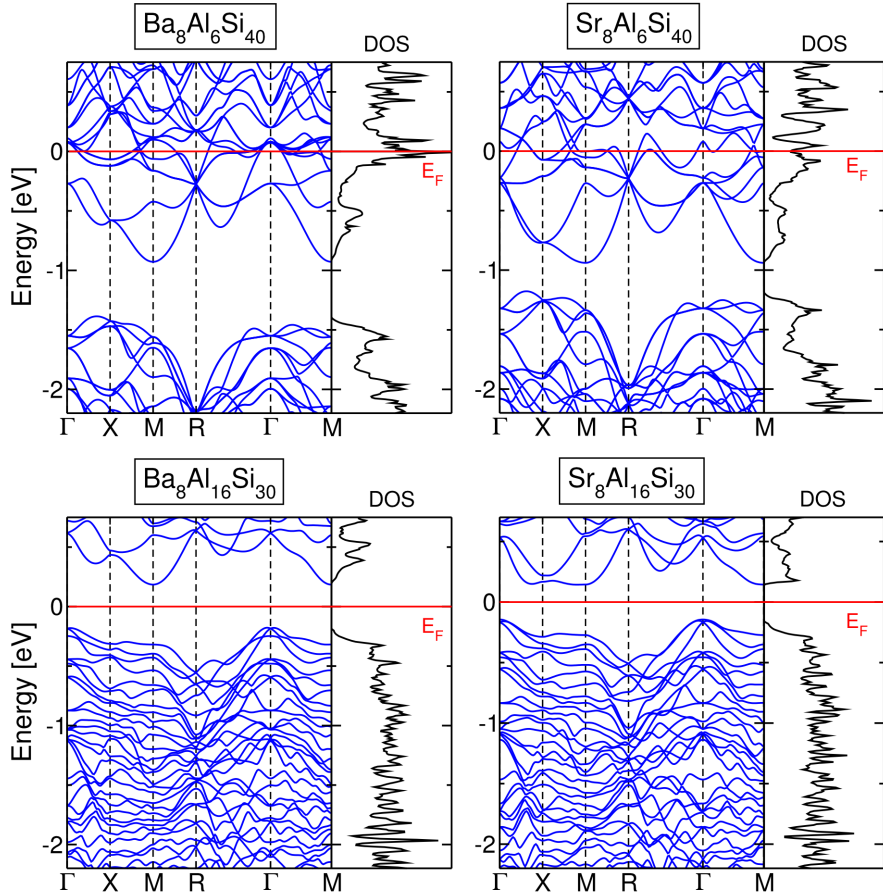 Ba8Al6Si40
DOS
Sr8Al6Si40
DOS
Energy [eV]
0
-1
-2
EF
Γ X M R Γ M
0
-1
-2
EF
Γ X M R Γ M
Ba8Al16Si30
DOS
Sr8Al16Si30
DOS
Energy [eV]
0
-1
-2
EF
Γ X M R Γ M
0
-1
-2
EF
Γ X M R Γ M